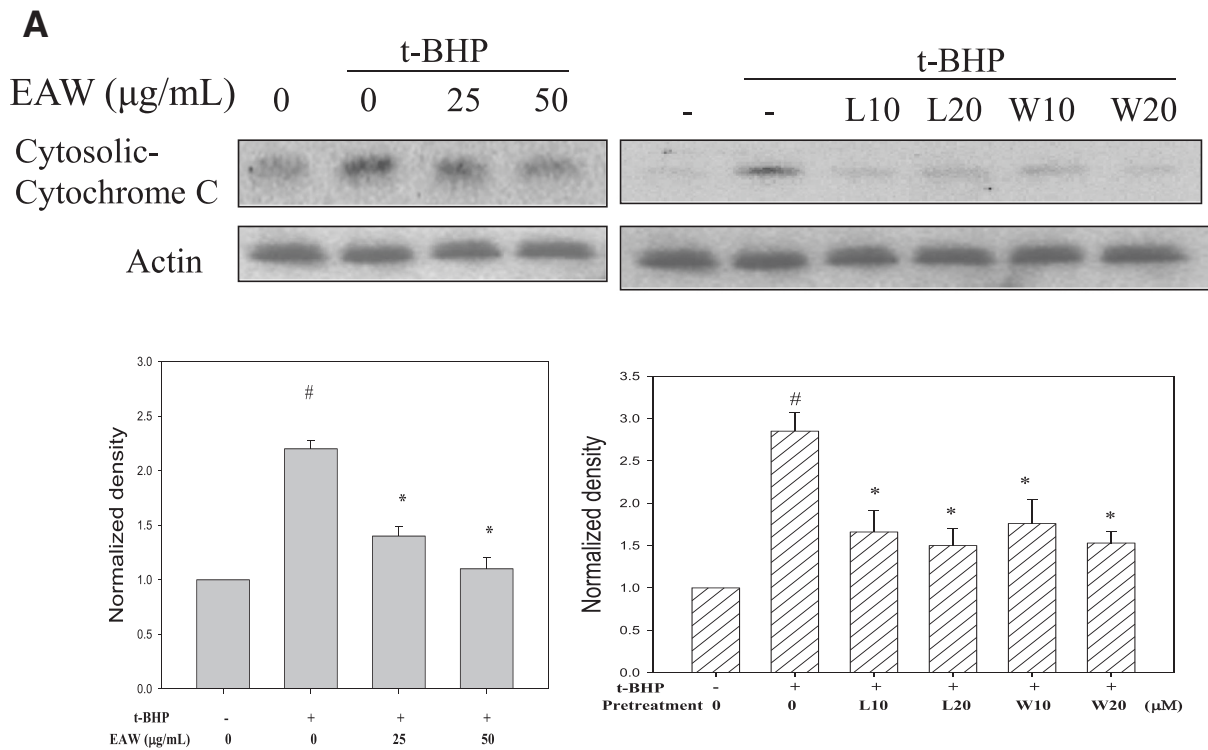 A
t-BHP
EAW (μg/mL) 0 0 25 50
t-BHP
- - L10 L20 W10 W20
Cytosolic-
Cytochrome C
Actin
3.0
2.5
2.0
1.5
1.0
0.5
0.0
Normalized density
#
*
*
t-BHP - + + +
EAW (μg/mL) 0 0 25 50
3.5
3.0
2.5
2.0
1.5
1.0
0.5
0.0
Normalized density
#
*
*
*
*
t-BHP - + + + + +
Pretreatment 0 0 L10 L20 W10 W20 (μM)